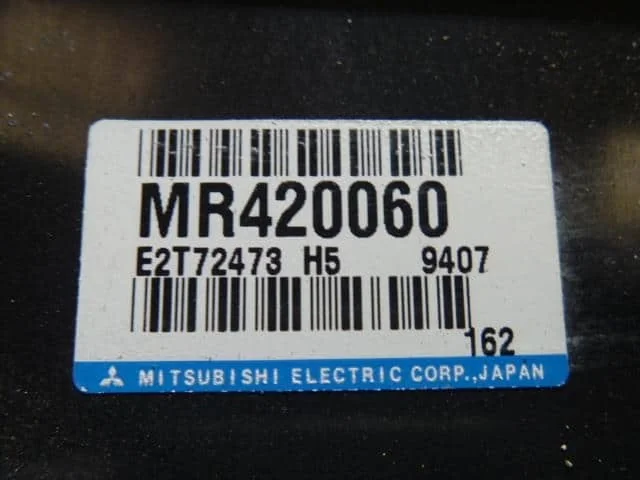 MR420060
E2T72473 H5 9407
162
MITSUBISHI ELECTRIC CORP.,JAPAN